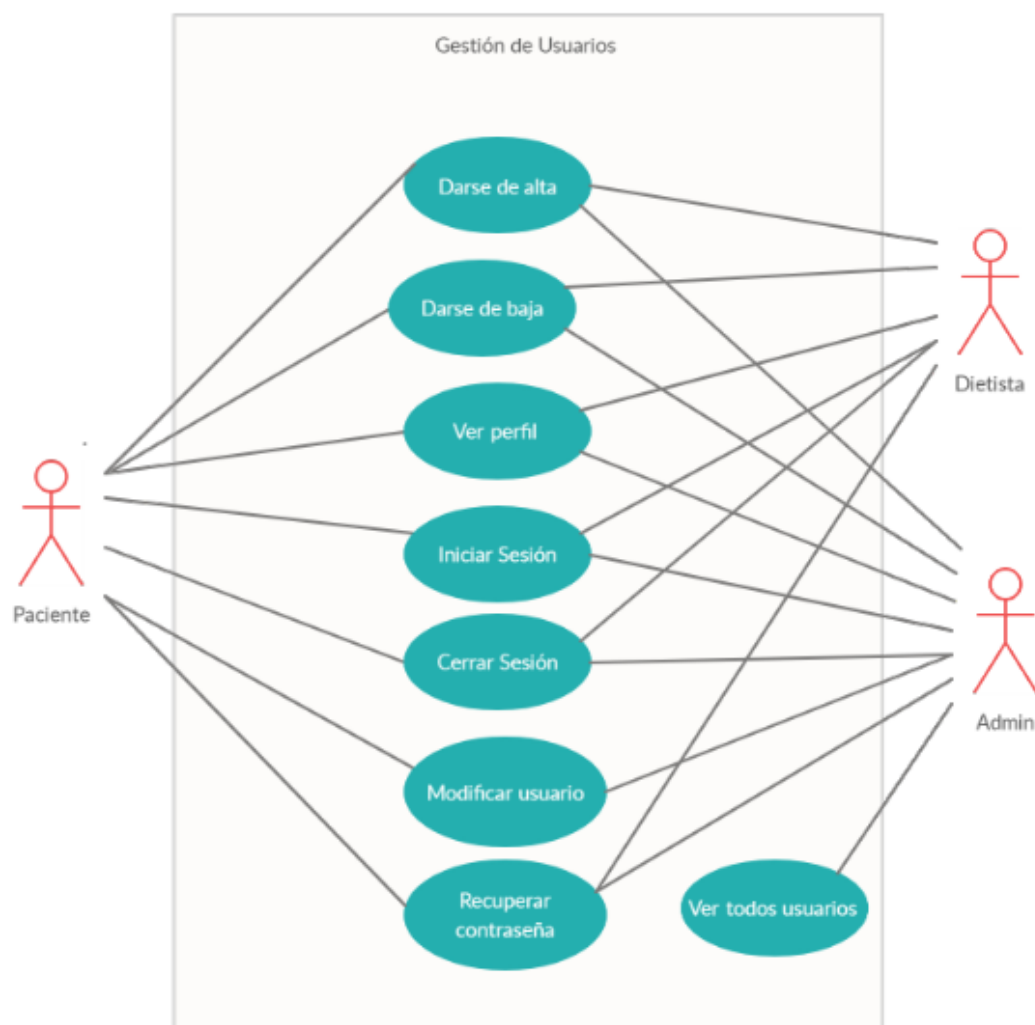 Gestión de Usuarios
Darse de alta
Darse de baja
Dietista
Ver perfil
Iniciar Sesión
Paciente
Cerrar Sesión
Admin
Modificar usuario
Recuperar
contraseña
Ver todos usuarios